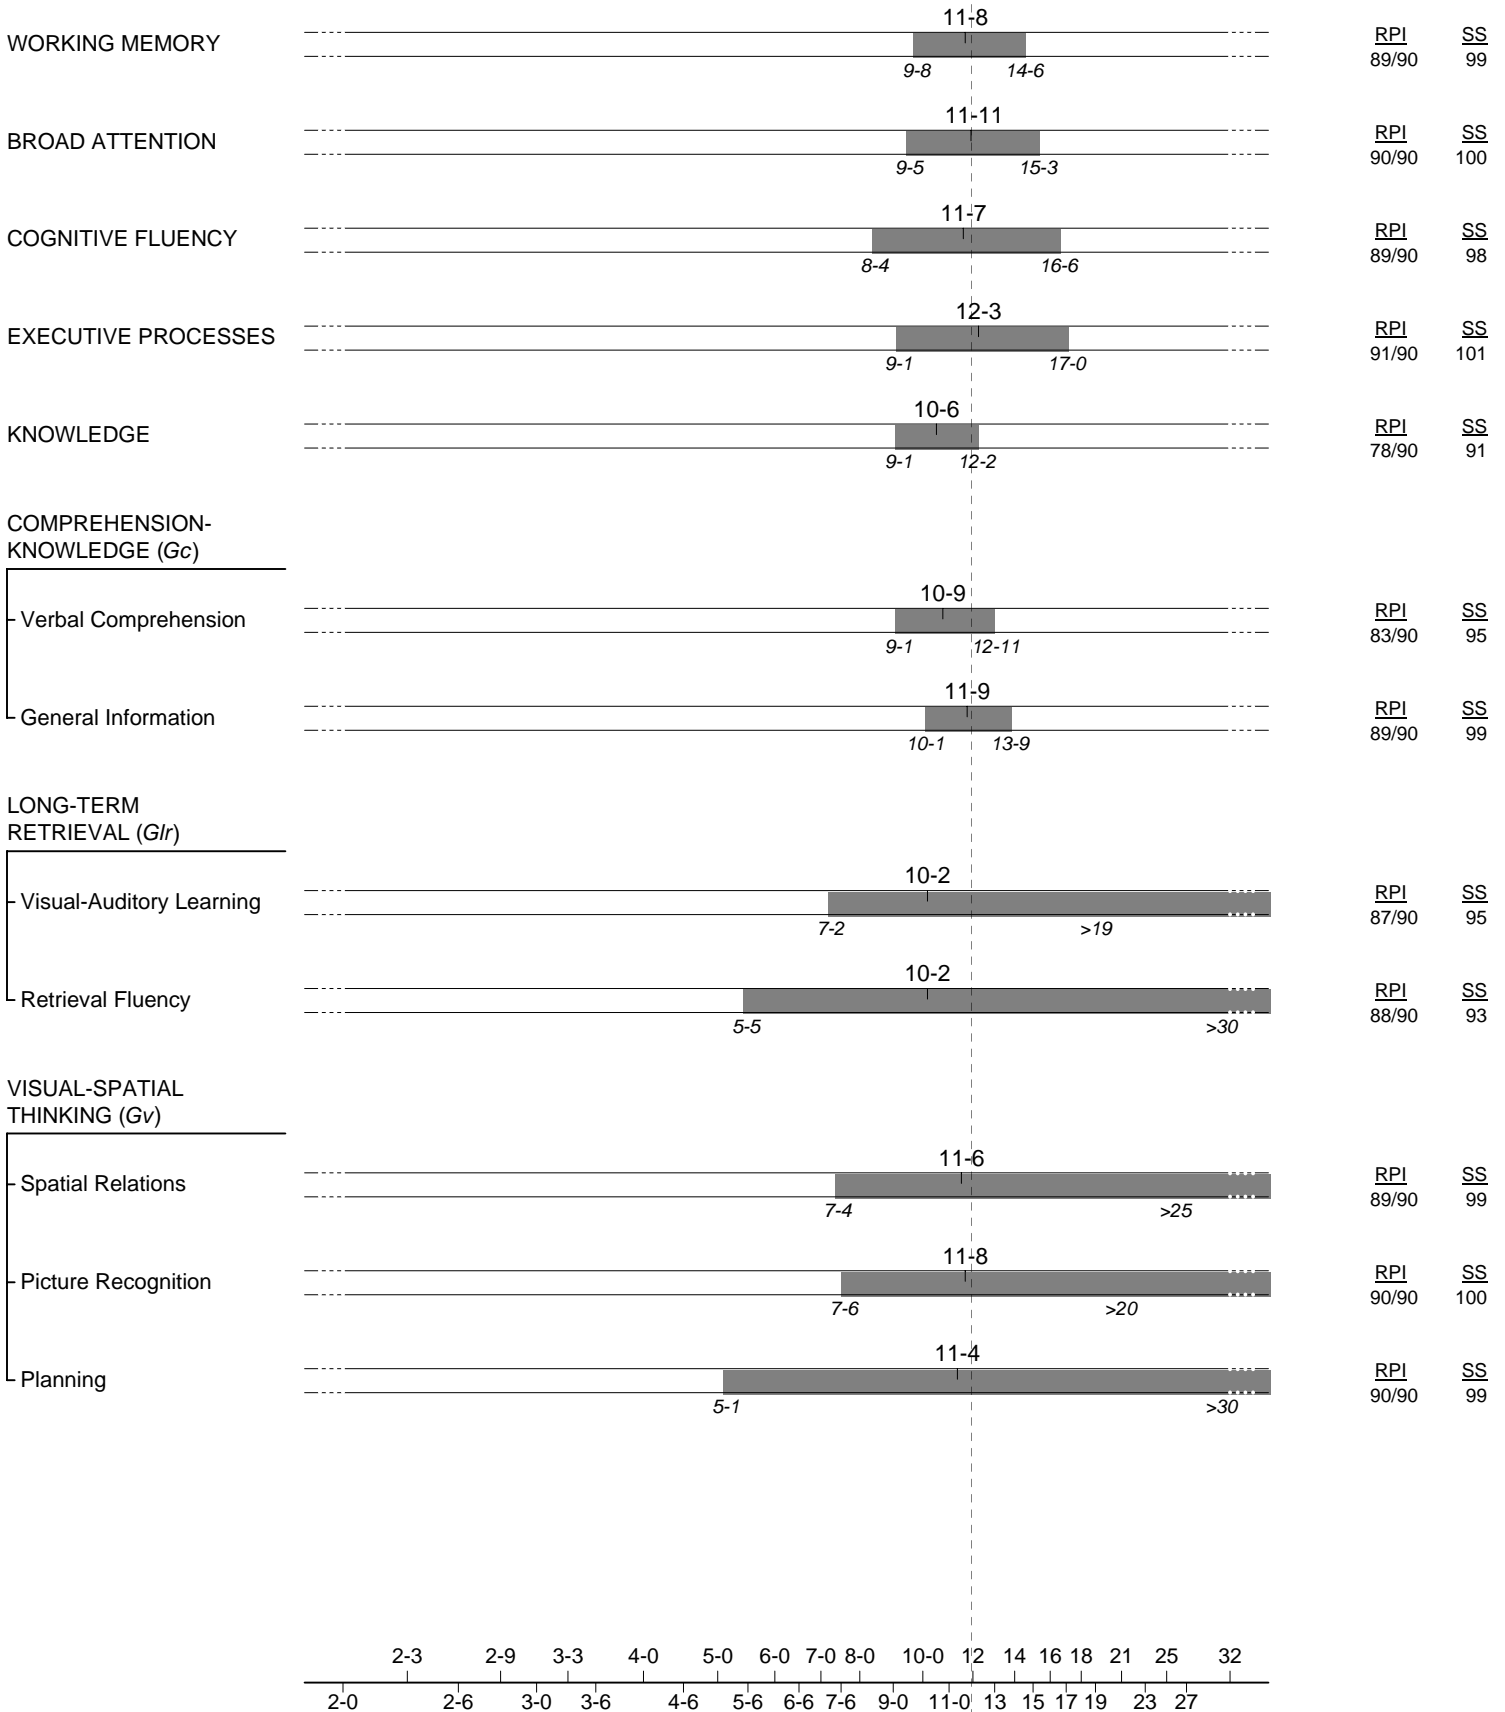 11-8
WORKING MEMORY RPI SS
89/90 99
9-8 14-6
11-11
BROAD ATTENTION RPI SS
90/90 100
9-5 15-3
11-7
COGNITIVE FLUENCY RPI SS
89/90 98
8-4 16-6
12-3
EXECUTIVE PROCESSES RPI SS
91/90 101
9-1 17-0
10-6
KNOWLEDGE RPI SS
78/90 91
9-1 12-2
COMPREHENSION-
KNOWLEDGE (Gc)
10-9
Verbal Comprehension RPI SS
83/90 95
9-1 12-11
11-9
General Information RPI SS
89/90 99
10-1 13-9
LONG-TERM
RETRIEVAL (Glr)
10-2
Visual-Auditory Learning RPI SS
87/90 95
7-2 >19
10-2
Retrieval Fluency RPI SS
88/90 93
5-5 >30
VISUAL-SPATIAL
THINKING (Gv)
11-6
Spatial Relations RPI SS
89/90 99
7-4 >25
11-8
Picture Recognition RPI SS
90/90 100
7-6 >20
11-4
Planning RPI SS
90/90 99
5-1 >30
2-3 2-9 3-3 4-0 5-0 6-0 7-0 8-0 10-0 12 14 16 18 21 25 32
2-0 2-6 3-0 3-6 4-6 5-6 6-6 7-6 9-0 11-0 13 15 17 19 23 27